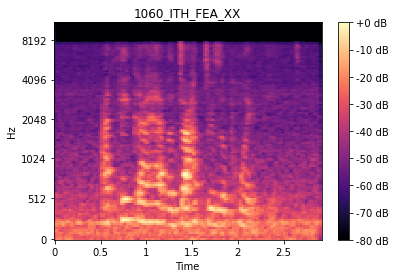 1060_ITH_FEA_XX
8192
4096
2048
1024
512
0
Hz
0
0.5
1
1.5
2
2.5
Time
+0 dB
-10 dB
-20 dB
-30 dB
-40 dB
-50 dB
-60 dB
-70 dB
-80 dB